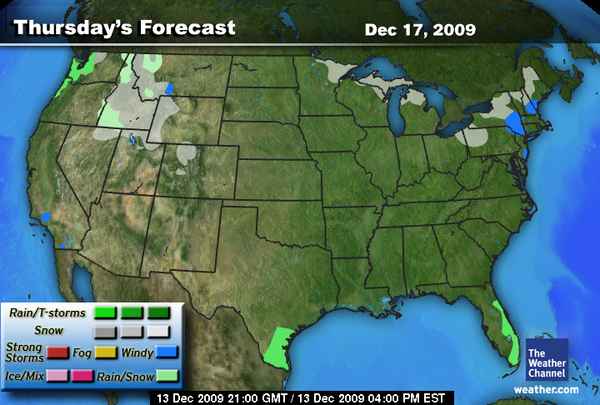 Thursday's Forecast
Dec 17, 2009
Rain/T-storms
Snow
Strong Storms
Fog
Windy
Ice/Mix
Rain/Snow
The
Weather
Channel
weather.com
13 Dec 2009 21:00 GMT / 13 Dec 2009 04:00 PM EST